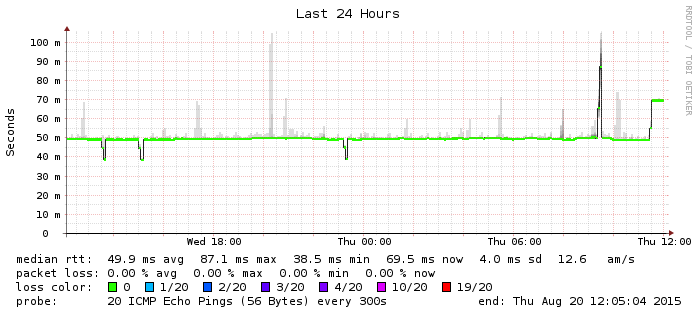 Last 24 Hours
RRDTOOL / TOBI OETIKER
Seconds
100 m
90 m
80 m
70 m
60 m
50 m
40 m
30 m
20 m
10 m
0
Wed 18:00 Thu 00:00 Thu 06:00 Thu 12:00
median rtt: 49.9 ms avg 87.1 ms max 38.5 ms min 69.5 ms now 4.0 ms sd 12.6 am/s
packet loss: 0.00 % avg 0.00 % max 0.00 % min 0.00 % now
loss color: 0 1/20 2/20 3/20 4/20 10/20 19/20
probe: 20 ICMP Echo Pings (56 Bytes) every 300s end: Thu Aug 20 12:05:04 2015